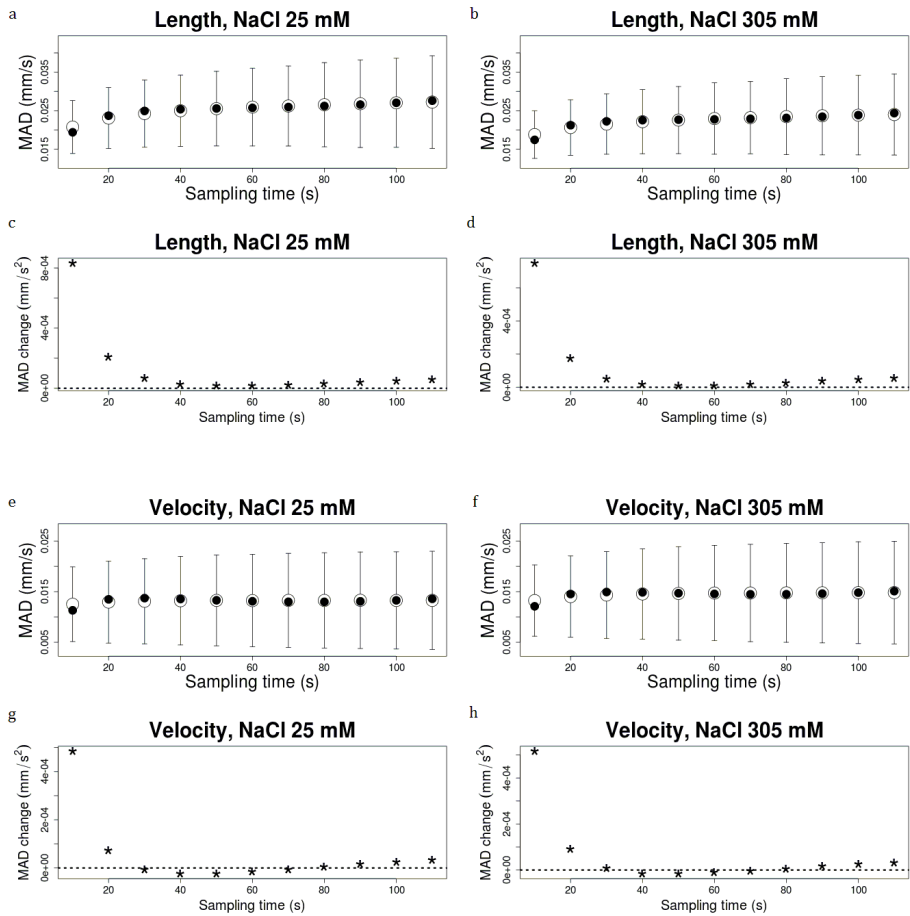 a
Length, NaCl 25 mM
MAD (mm/s)
0.015 0.025 0.035
20 40 60 80 100
Sampling time (s)
b
Length, NaCl 305 mM
MAD (mm/s)
0.015 0.025 0.035
20 40 60 80 100
Sampling time (s)
c
Length, NaCl 25 mM
MAD change (mm/s²)
0e+00 4e-04 8e-04
20 40 60 80 100
Sampling time (s)
d
Length, NaCl 305 mM
MAD change (mm/s²)
0e+00 4e-04
20 40 60 80 100
Sampling time (s)
e
Velocity, NaCl 25 mM
MAD (mm/s)
0.005 0.015 0.025
20 40 60 80 100
Sampling time (s)
f
Velocity, NaCl 305 mM
MAD (mm/s)
0.005 0.015 0.025
20 40 60 80 100
Sampling time (s)
g
Velocity, NaCl 25 mM
MAD change (mm/s²)
0e+00 2e-04 4e-04
20 40 60 80 100
Sampling time (s)
h
Velocity, NaCl 305 mM
MAD change (mm/s²)
0e+00 2e-04 4e-04
20 40 60 80 100
Sampling time (s)